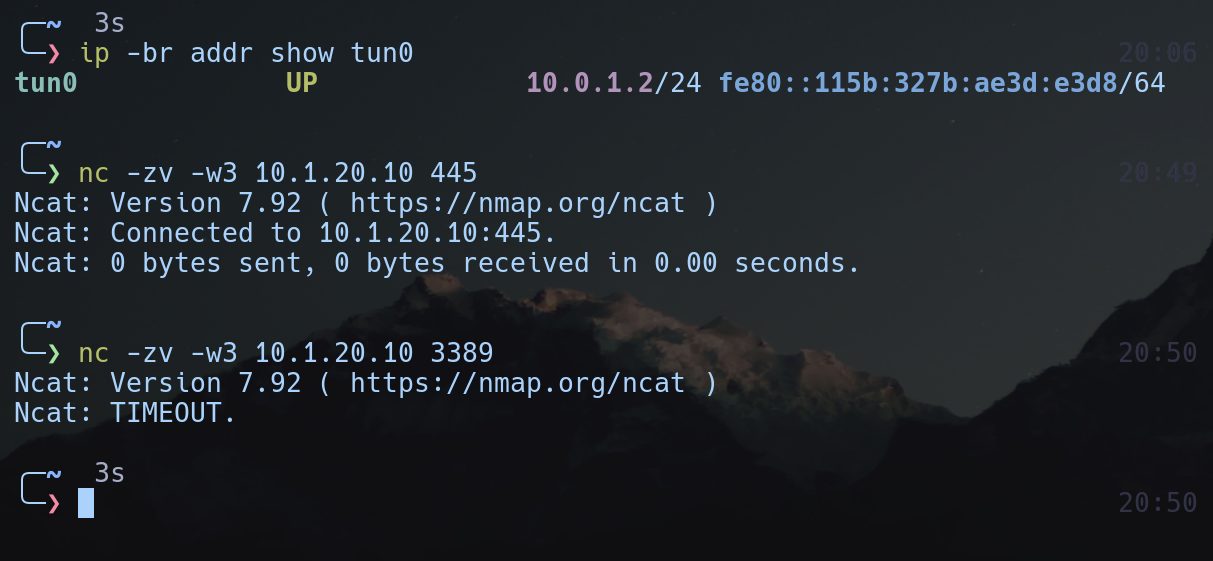 ~  3s
❯ ip -br addr show tun0 20:06
tun0 UP 10.0.1.2/24 fe80::115b:327b:ae3d:e3d8/64
~
❯ nc -zv -w3 10.1.20.10 445 20:49
Ncat: Version 7.92 ( https://nmap.org/ncat )
Ncat: Connected to 10.1.20.10:445.
Ncat: 0 bytes sent, 0 bytes received in 0.00 seconds.
~
❯ nc -zv -w3 10.1.20.10 3389 20:50
Ncat: Version 7.92 ( https://nmap.org/ncat )
Ncat: TIMEOUT.
~  3s
❯ 20:50